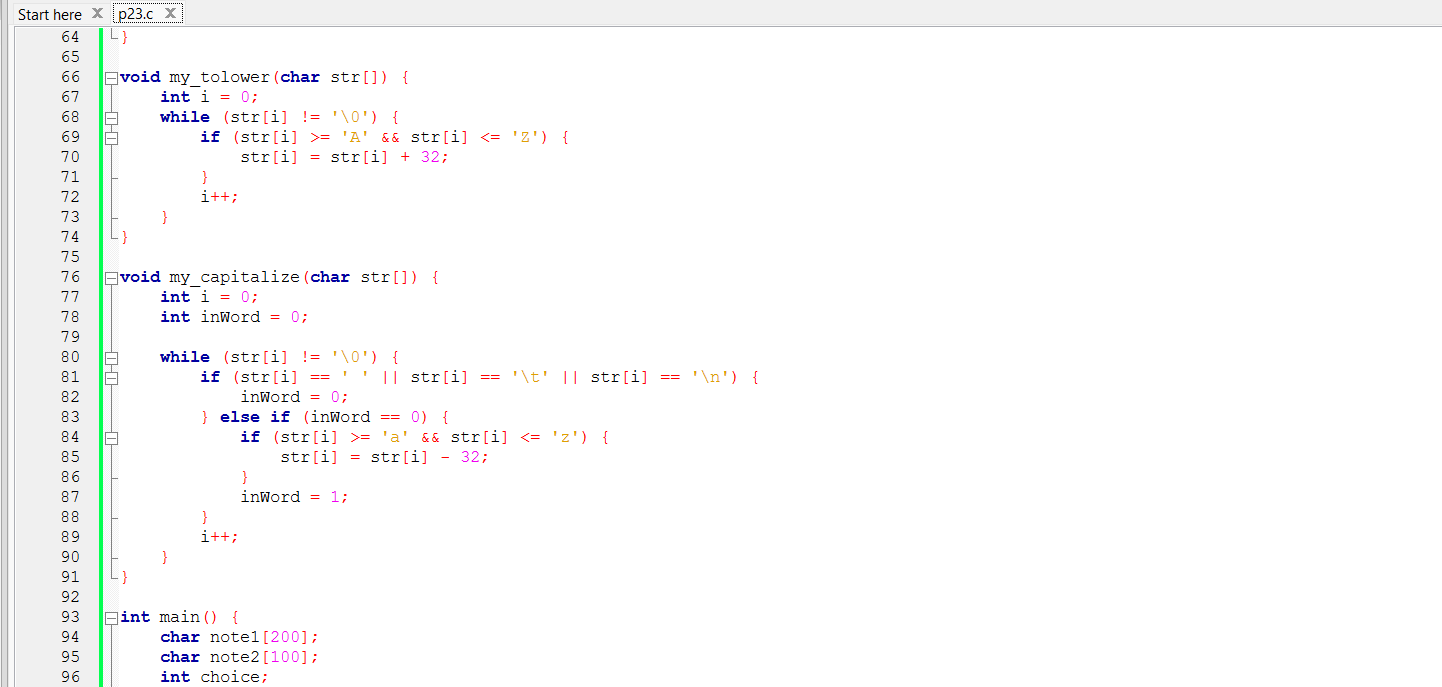 Start here X p23.c X
64 }
65
66 void my_tolower(char str[]) {
67     int i = 0;
68     while (str[i] != '\0') {
69         if (str[i] >= 'A' && str[i] <= 'Z') {
70             str[i] = str[i] + 32;
71         }
72         i++;
73     }
74 }
75
76 void my_capitalize(char str[]) {
77     int i = 0;
78     int inWord = 0;
79
80     while (str[i] != '\0') {
81         if (str[i] == ' ' || str[i] == '\t' || str[i] == '\n') {
82             inWord = 0;
83         } else if (inWord == 0) {
84             if (str[i] >= 'a' && str[i] <= 'z') {
85                 str[i] = str[i] - 32;
86             }
87             inWord = 1;
88         }
89         i++;
90     }
91 }
92
93 int main() {
94     char note1[200];
95     char note2[100];
96     int choice;